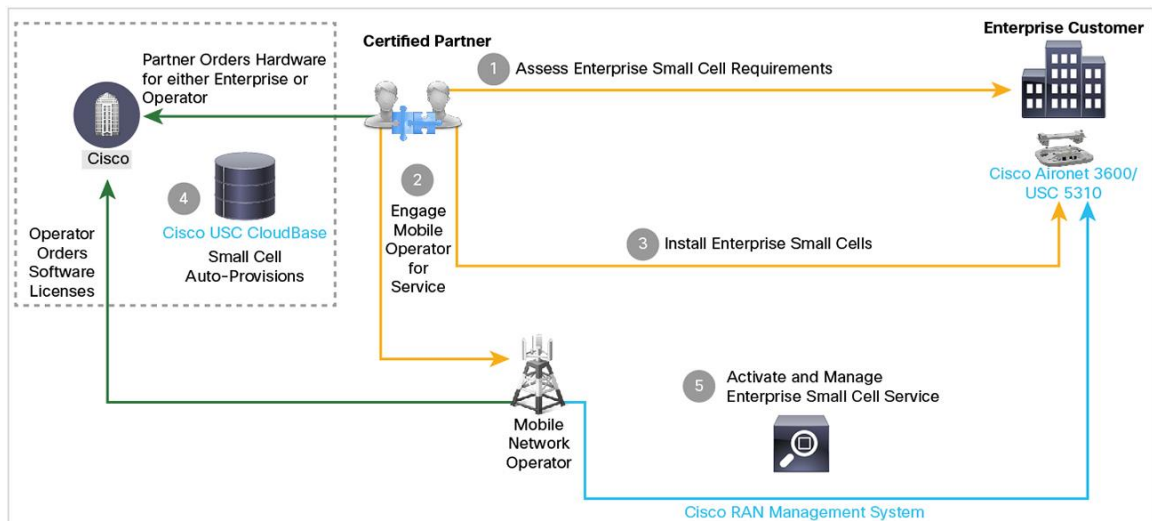 Certified Partner
Enterprise Customer
Partner Orders Hardware
for either Enterprise or
Operator
1 Assess Enterprise Small Cell Requirements
Cisco
4
Cisco USC CloudBase
Small Cell
Auto-Provisions
Operator
Orders
Software
Licenses
2
Engage
Mobile
Operator
for
Service
Cisco Aironet 3600/
USC 5310
3 Install Enterprise Small Cells
Mobile
Network
Operator
5 Activate and Manage
Enterprise Small Cell Service
Cisco RAN Management System